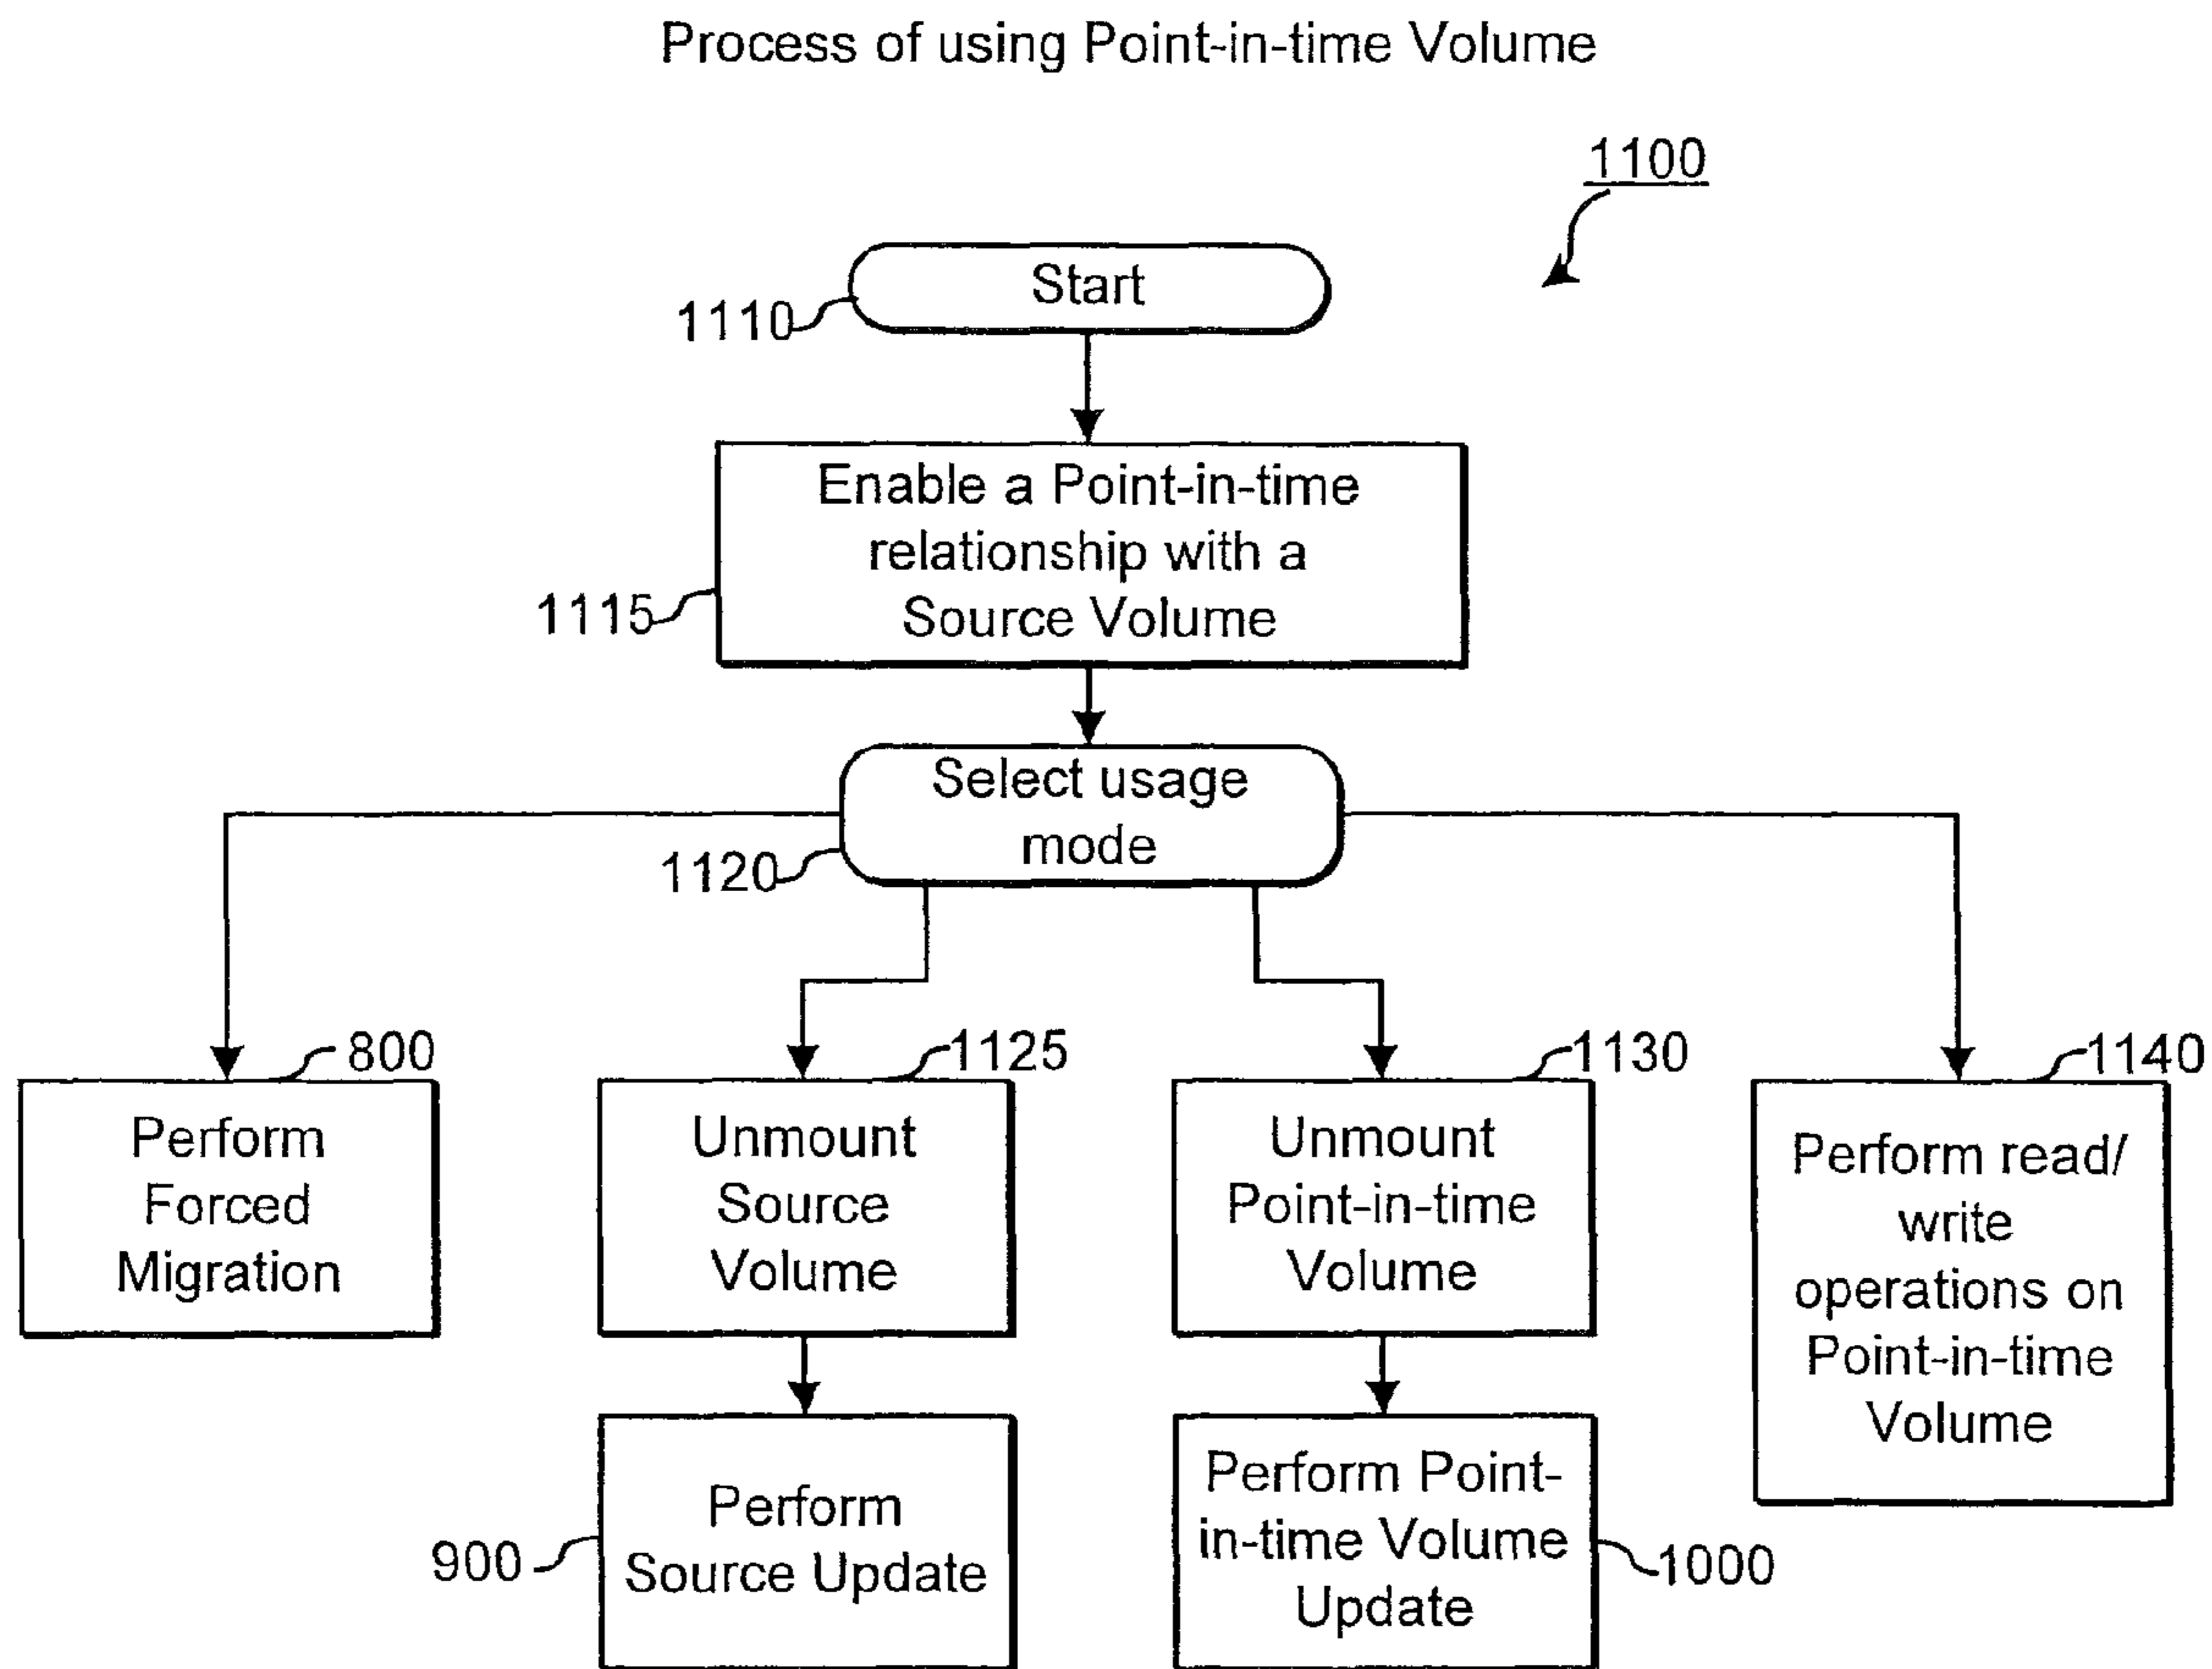 Process of using Point-in-time Volume
1100
Start
1110
Enable a Point-in-time
relationship with a
Source Volume
1115
Select usage
mode
1120
800
Perform
Forced
Migration
1125
Unmount
Source
Volume
1130
Unmount
Point-in-time
Volume
1140
Perform read/
write
operations on
Point-in-time
Volume
900
Perform
Source Update
Perform Point-
in-time Volume
Update
1000